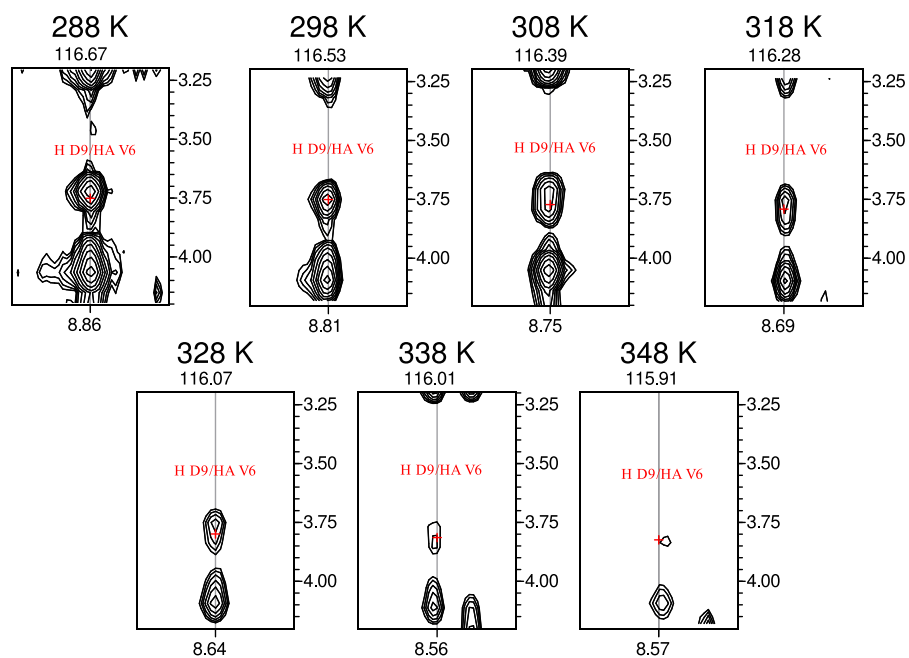 288 K 298 K 308 K 318 K
116.67 116.53 116.39 116.28
3.25 3.25 3.25 3.25
3.50 3.50 3.50 3.50
H D9/HA V6 H D9/HA V6 H D9/HA V6 H D9/HA V6
3.75 3.75 3.75 3.75
4.00 4.00 4.00 4.00
8.86 8.81 8.75 8.69
328 K 338 K 348 K
116.07 116.01 115.91
3.25 3.25 3.25
3.50 3.50 3.50
H D9/HA V6 H D9/HA V6 H D9/HA V6
3.75 3.75 3.75
4.00 4.00 4.00
8.64 8.56 8.57